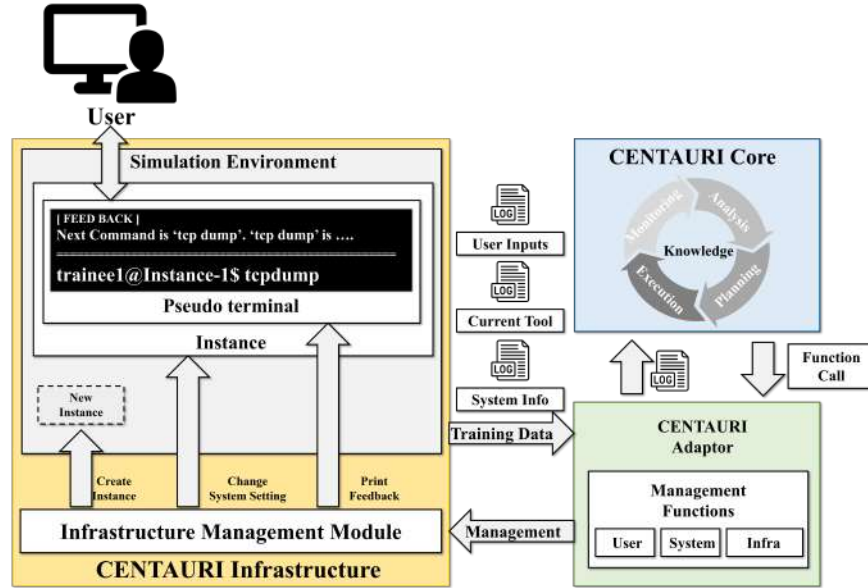 User
Simulation Environment
[ FEED BACK ]
Next Command is ‘tcp dump’. ‘tcp dump’ is ....
trainee1@Instance-1$ tcpdump
Pseudo terminal
Instance
New
Instance
Create
Instance
Change
System Setting
Print
Feedback
Infrastructure Management Module
CENTAURI Infrastructure
LOG
User Inputs
LOG
Current Tool
LOG
System Info
Training Data
Management
CENTAURI Core
Monitoring
Analysis
Knowledge
Execution
Planning
LOG
Function
Call
CENTAURI
Adaptor
Management
Functions
User
System
Infra